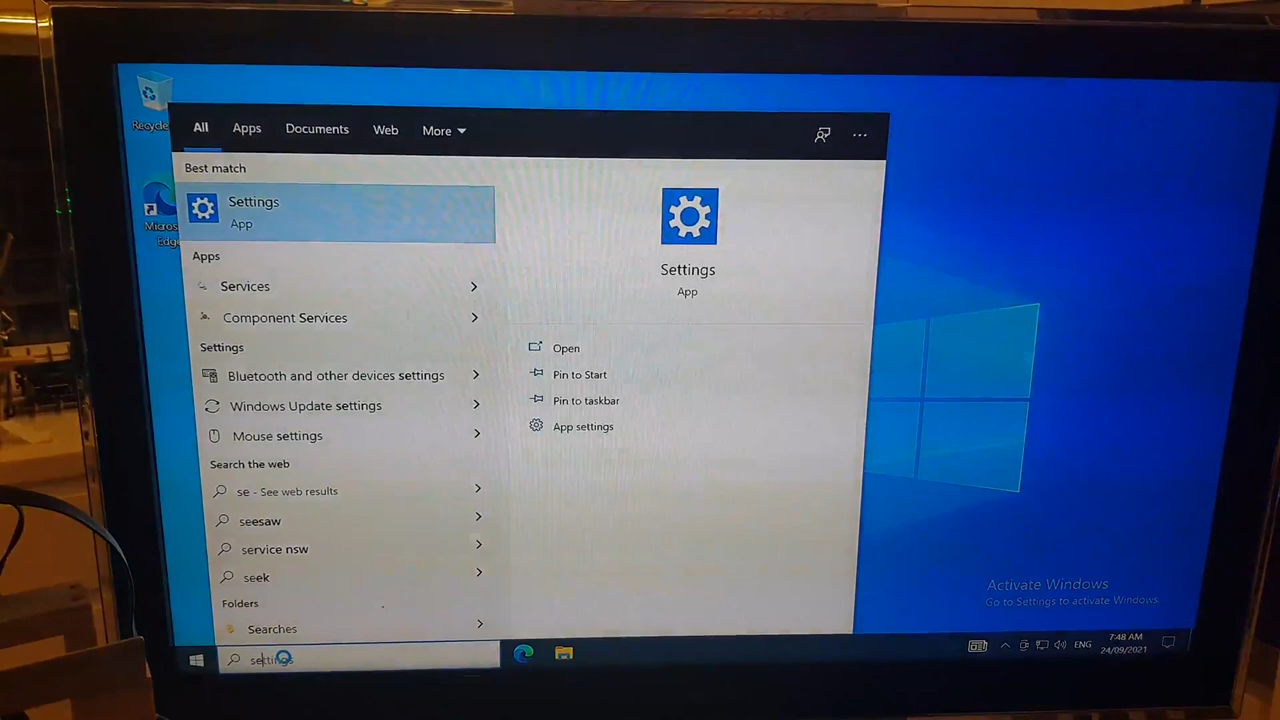 Recycle
Micros
Edge
All Apps Documents Web More
Best match
Settings
App
Apps
Services
Component Services
Settings
Bluetooth and other devices settings
Windows Update settings
Mouse settings
Search the web
se - See web results
seesaw
service nsw
seek
Folders
Searches
settings
Settings
App
Open
Pin to Start
Pin to taskbar
App settings
Activate Windows
Go to Settings to activate Windows.
ENG
7:48 AM
24/09/2021